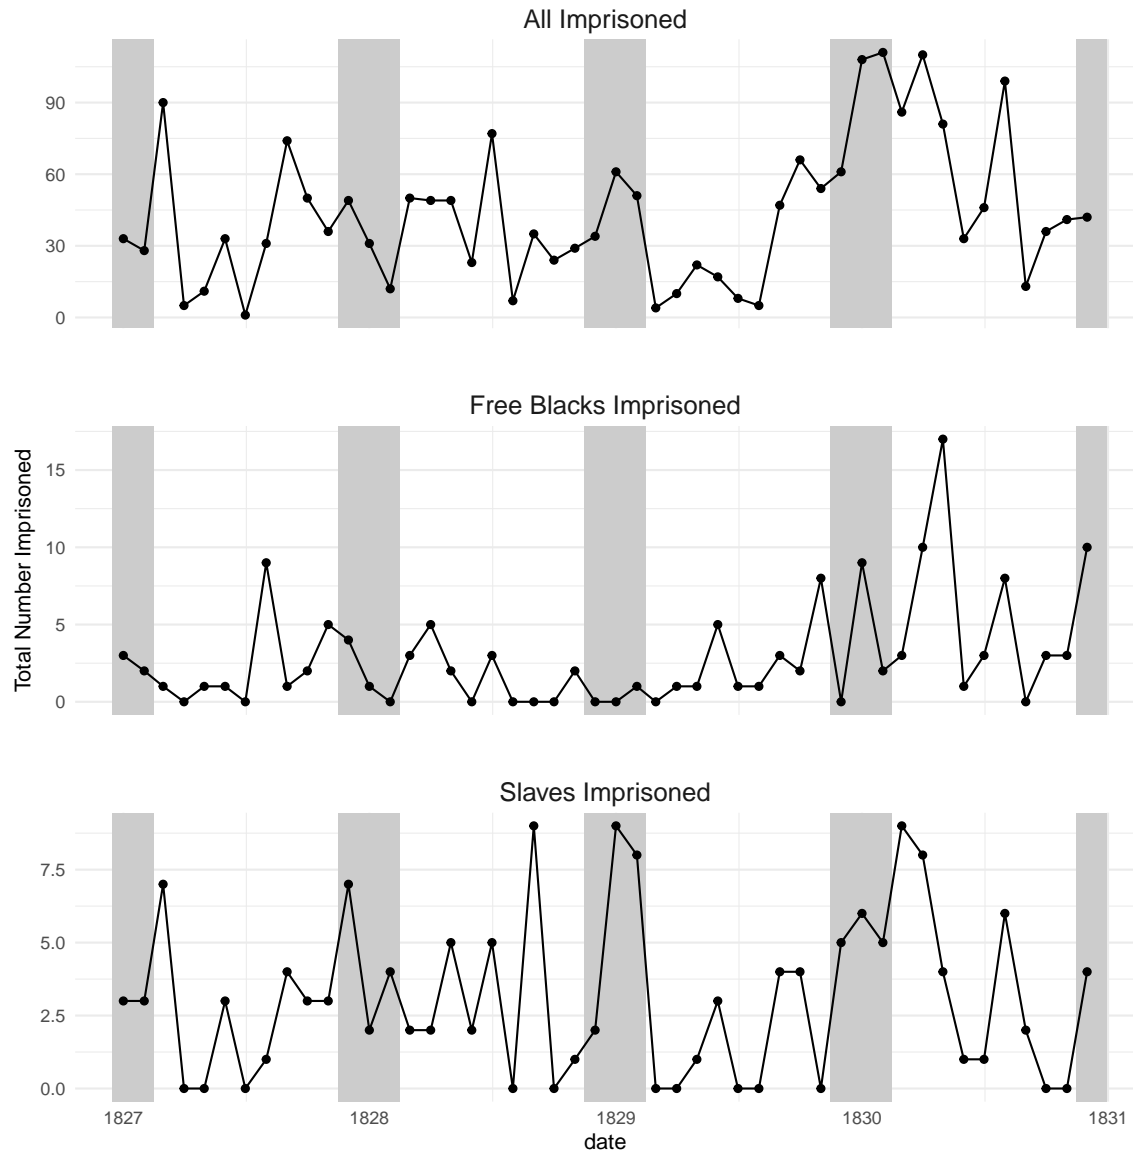 All Imprisoned
90
60
30
0
Free Blacks Imprisoned
Total Number Imprisoned
15
10
5
0
Slaves Imprisoned
7.5
5.0
2.5
0.0
1827 1828 1829 1830 1831
date